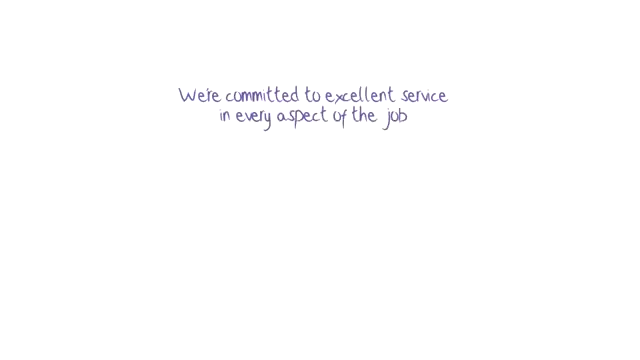 We're committed to excellent service
in every aspect of the job